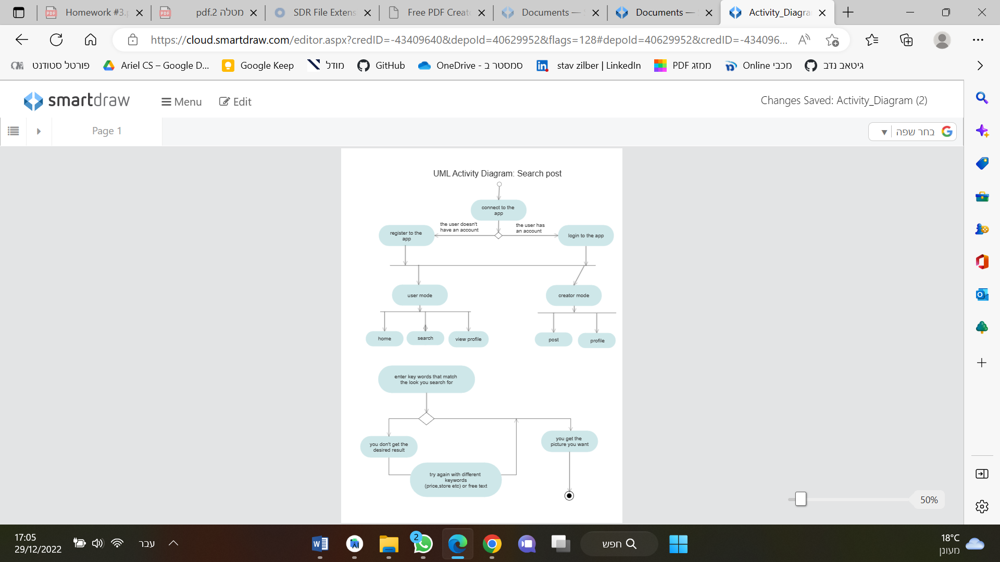 Homework #3.p
מטלה 2.pdf
SDR File Extens
Free PDF Creato
Documents — S
Documents —
Activity_Diagra
https://cloud.smartdraw.com/editor.aspx?credID=-43409640&depoId=40629952&flags=128#depoId=40629952&credID=-434096...
פורטל סטודנט
Ariel CS – Google D...
Google Keep
מודל
GitHub
OneDrive - סמסטר ב
stav zilber | LinkedIn
ממזג PDF
מכבי Online
גיטאב נדב
smartdraw
Menu
Edit
Changes Saved: Activity_Diagram (2)
Page 1
בחר שפה
UML Activity Diagram: Search post
connect to the
app
the user doesn't
have an account
the user has
an account
register to the
app
login to the app
user mode
creator mode
home
search
view profile
post
profile
enter key words that match
the look you search for
you don't get the
desired result
you get the
picture you want
try again with different
keywords
(price,store etc) or free text
50%
17:05
29/12/2022
עבר
2
חפש
18°C
מעונן